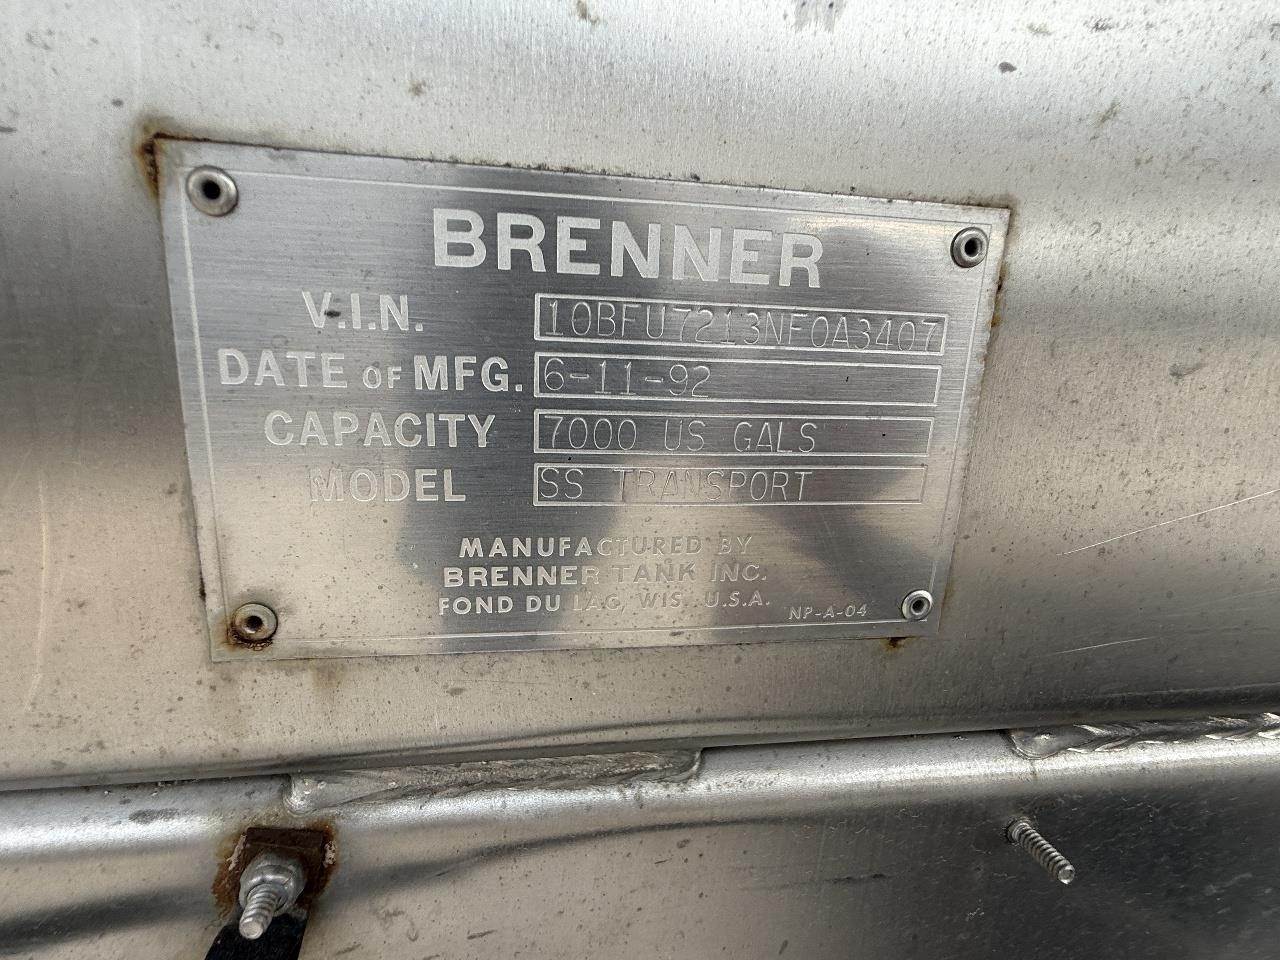 BRENNER
V.I.N. 10BFU7213NF0A3407
DATE OF MFG. 6-11-92
CAPACITY 7000 US GALS
MODEL SS TRANSPORT
MANUFACTURED BY
BRENNER TANK INC.
FOND DU LAC, WIS. U.S.A.
NP-A-04